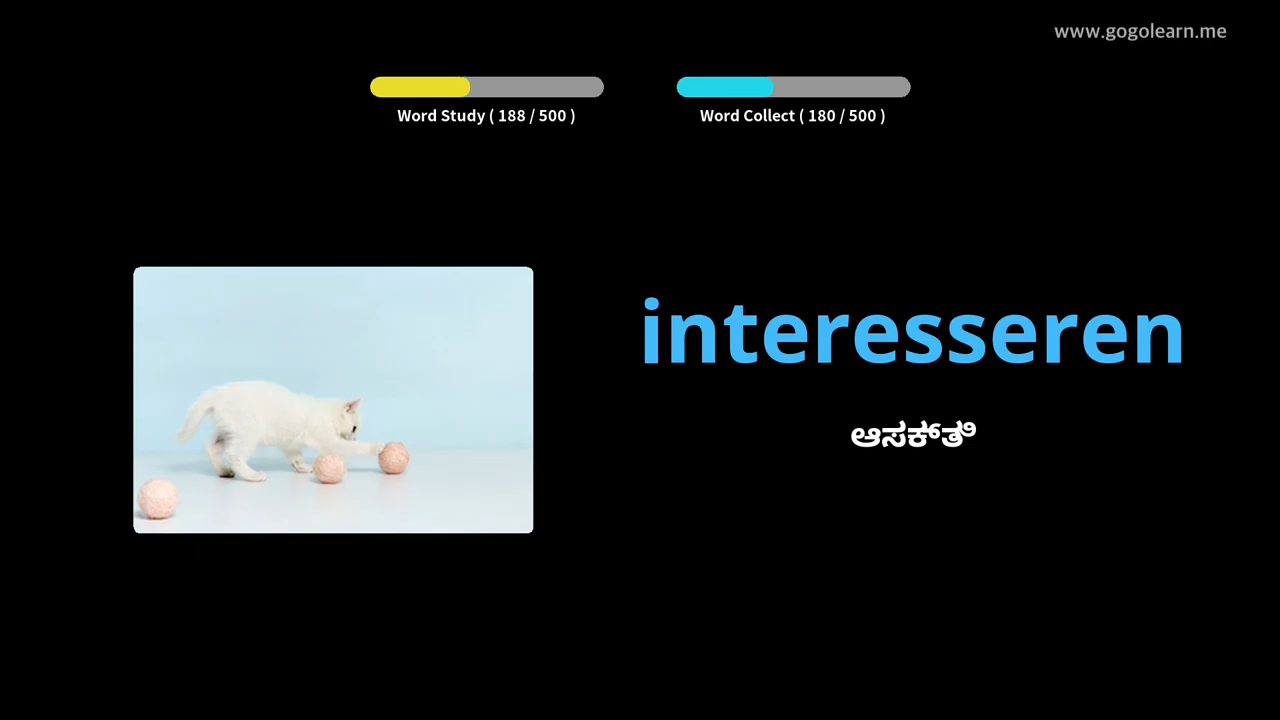 www.gogolearn.me
Word Study ( 188 / 500 )
Word Collect ( 180 / 500 )
interesseren
ಆಸಕ್ತಿ